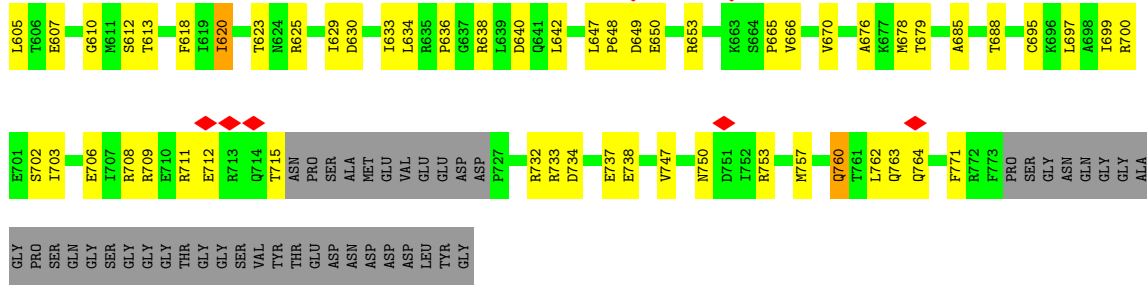 L605 T606 E607 G610 M611 S612 T613 F618 I619 I620 T623 N624 R625 I629 D630 I633 L634 R635 P636 G637 R638 L639 D640 Q641 L642 L647 P648 D649 E650 R653 K663 S664 P665 V666 V670 A676 K677 M678 T679 A685 T688 C695 K696 L697 A698 I699 R700
E701 S702 I703 E706 I707 R708 R709 E710 R711 E712 R713 Q714 T715 ASN PRO SER ALA MET GLU VAL GLU GLU ASP ASP P727 R732 R733 D734 E737 E738 V747 N750 D751 I752 R753 M757 Q760 T761 L762 Q763 Q764 F771 R772 F773 PRO SER GLY ASN GLN GLY GLY GLY ALA
GLY PRO SER GLN GLY SER GLY GLY GLY THR GLY GLY SER VAL TYR THR GLU ASP ASN ASP ASP ASP LEU TYR GLY